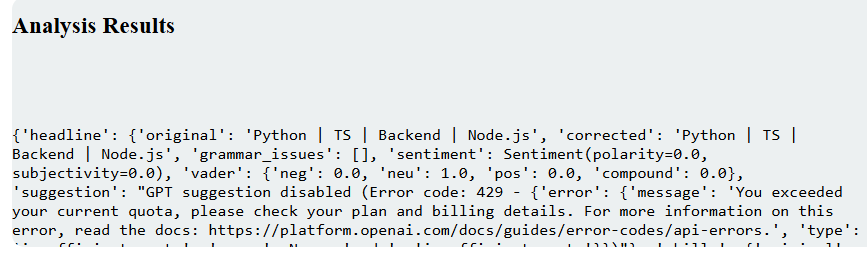 Analysis Results
{'headline': {'original': 'Python | TS | Backend | Node.js', 'corrected': 'Python | TS |
Backend | Node.js', 'grammar_issues': [], 'sentiment': Sentiment(polarity=0.0,
subjectivity=0.0), 'vader': {'neg': 0.0, 'neu': 1.0, 'pos': 0.0, 'compound': 0.0},
'suggestion': "GPT suggestion disabled (Error code: 429 - {'error': {'message': 'You exceeded
your current quota, please check your plan and billing details. For more information on this
error, read the docs: https://platform.openai.com/docs/guides/error-codes/api-errors.', 'type':